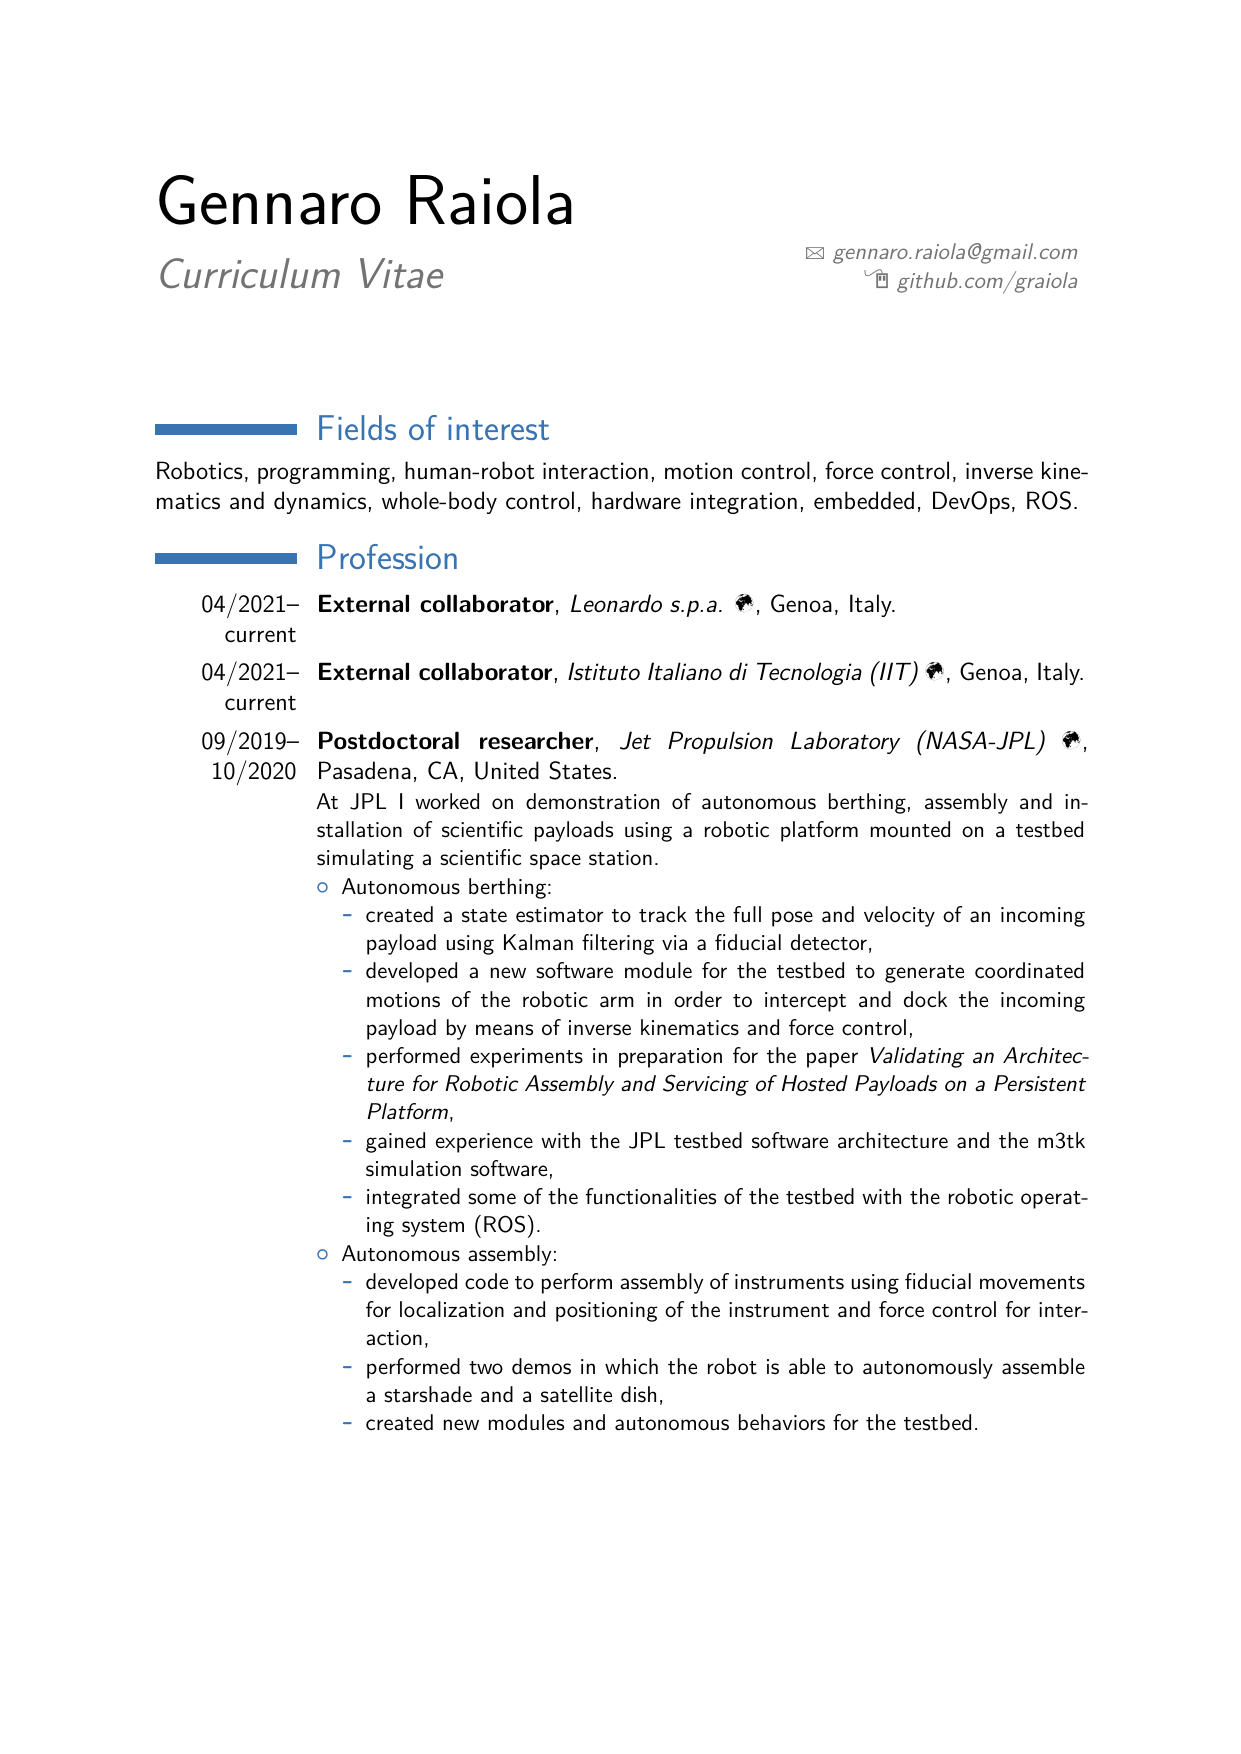 Gennaro Raiola
Curriculum Vitae
gennaro.raiola@gmail.com
github.com/graiola
Fields of interest
Robotics, programming, human-robot interaction, motion control, force control, inverse kine-
matics and dynamics, whole-body control, hardware integration, embedded, DevOps, ROS.
Profession
04/2021– External collaborator, Leonardo s.p.a. , Genoa, Italy.
current
04/2021– External collaborator, Istituto Italiano di Tecnologia (IIT) , Genoa, Italy.
current
09/2019– Postdoctoral researcher, Jet Propulsion Laboratory (NASA-JPL) ,
10/2020 Pasadena, CA, United States.
At JPL I worked on demonstration of autonomous berthing, assembly and in-
stallation of scientific payloads using a robotic platform mounted on a testbed
simulating a scientific space station.
○ Autonomous berthing:
– created a state estimator to track the full pose and velocity of an incoming
payload using Kalman filtering via a fiducial detector,
– developed a new software module for the testbed to generate coordinated
motions of the robotic arm in order to intercept and dock the incoming
payload by means of inverse kinematics and force control,
– performed experiments in preparation for the paper Validating an Architec-
ture for Robotic Assembly and Servicing of Hosted Payloads on a Persistent
Platform,
– gained experience with the JPL testbed software architecture and the m3tk
simulation software,
– integrated some of the functionalities of the testbed with the robotic operat-
ing system (ROS).
○ Autonomous assembly:
– developed code to perform assembly of instruments using fiducial movements
for localization and positioning of the instrument and force control for inter-
action,
– performed two demos in which the robot is able to autonomously assemble
a starshade and a satellite dish,
– created new modules and autonomous behaviors for the testbed.